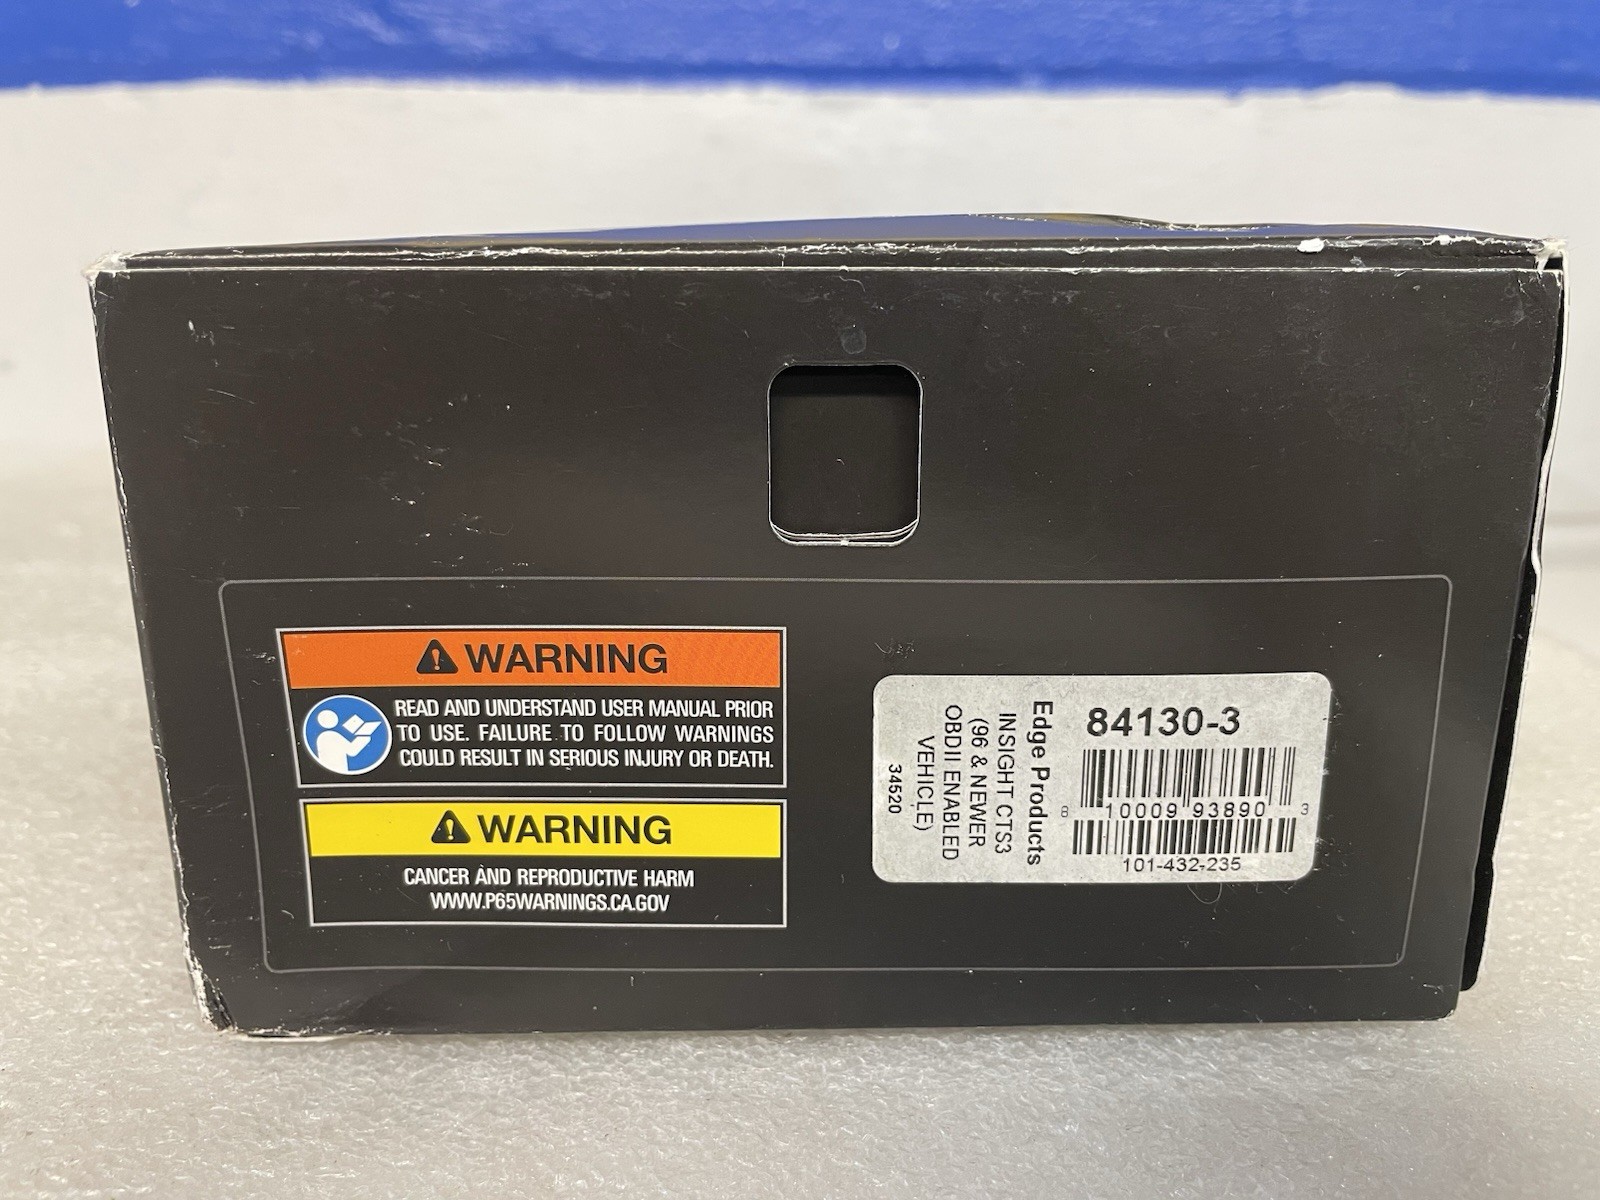 WARNING
READ AND UNDERSTAND USER MANUAL PRIOR
TO USE. FAILURE TO FOLLOW WARNINGS
COULD RESULT IN SERIOUS INJURY OR DEATH.
WARNING
CANCER AND REPRODUCTIVE HARM
WWW.P65WARNINGS.CA.GOV
84130-3
8 10009 93890 3
101-432-235
Edge Products
INSIGHT CTS3
(96 & NEWER
OBDII ENABLED
VEHICLE)
34520